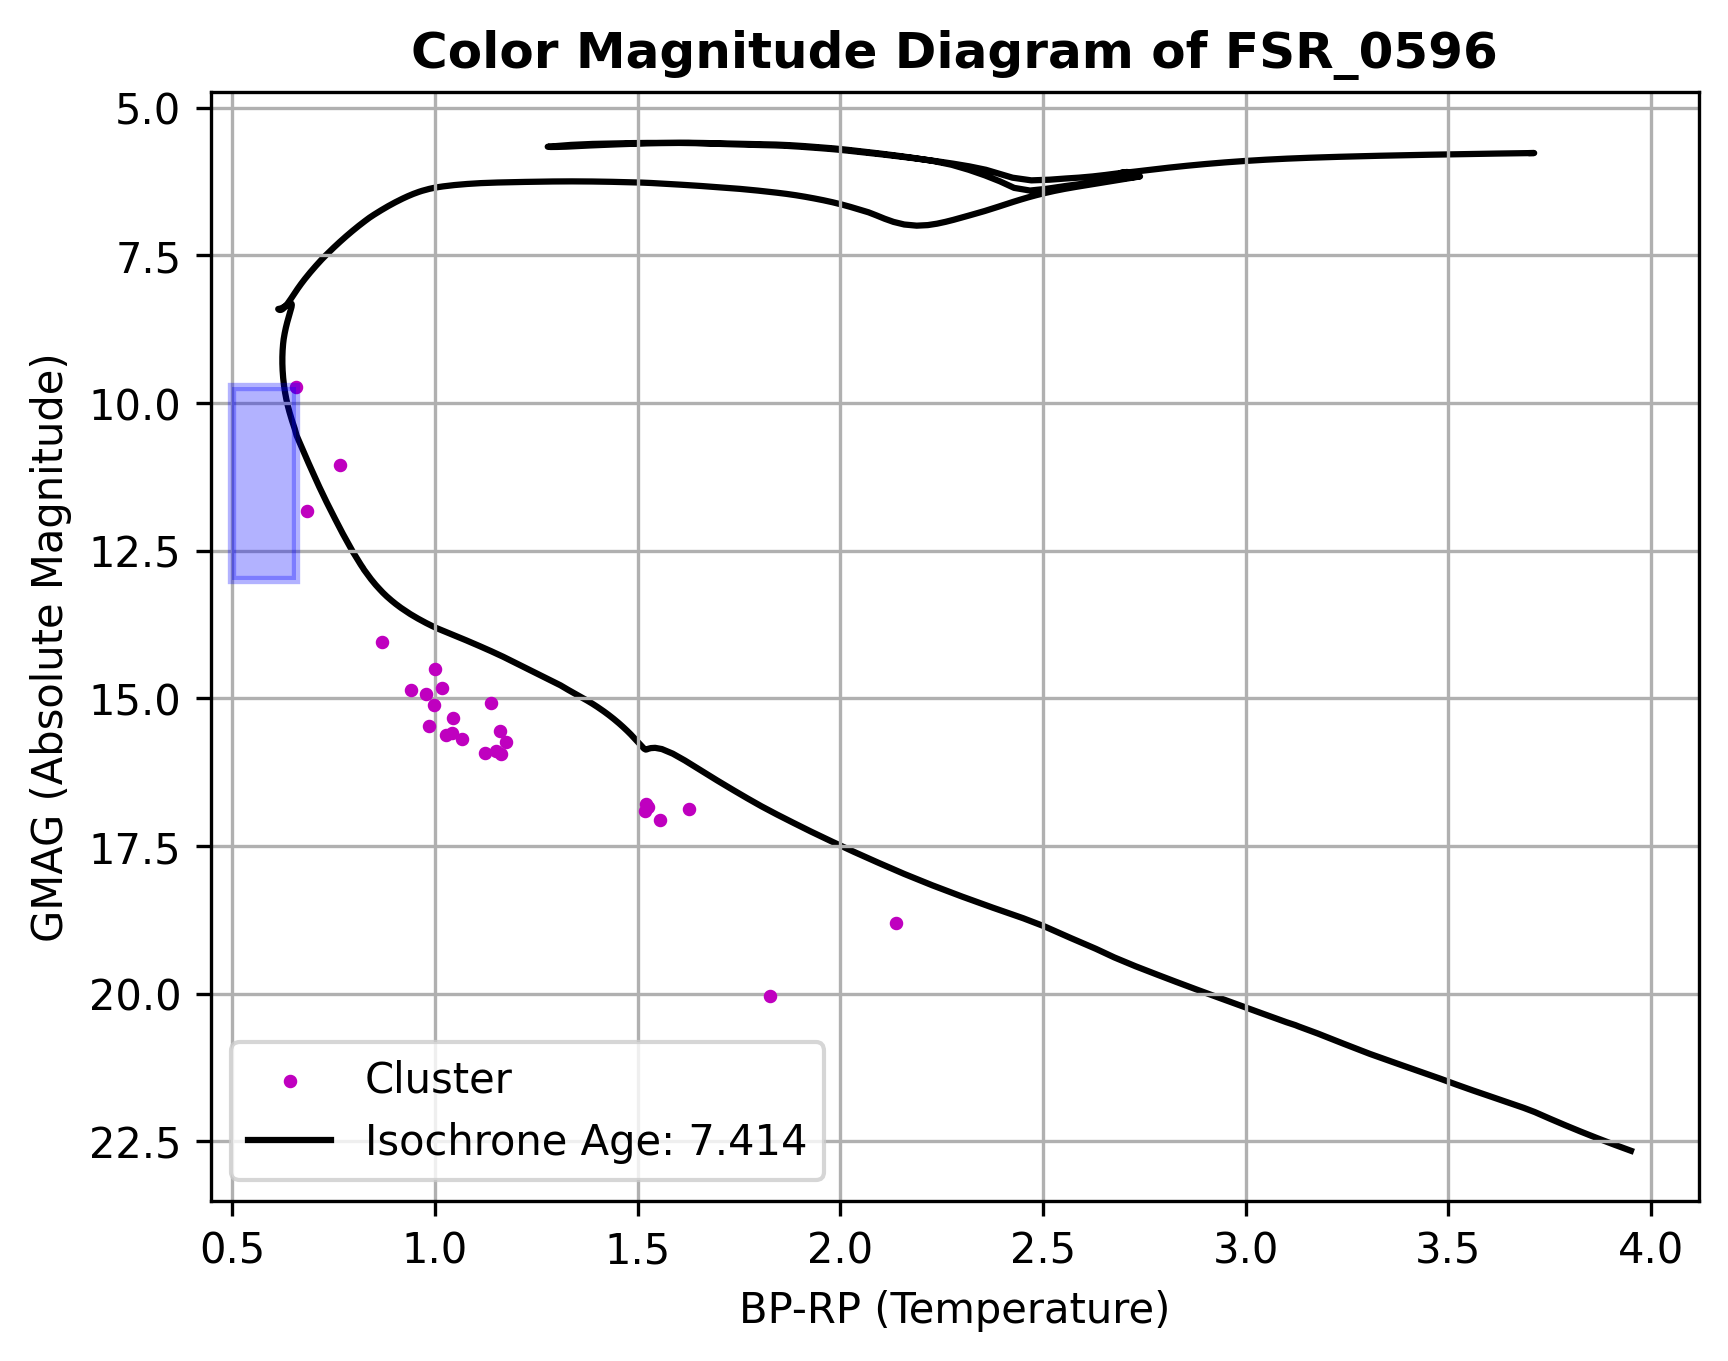 Color Magnitude Diagram of FSR_0596
GMAG (Absolute Magnitude)
5.0
7.5
10.0
12.5
15.0
17.5
20.0
22.5
Cluster
Isochrone Age: 7.414
0.5 1.0 1.5 2.0 2.5 3.0 3.5 4.0
BP-RP (Temperature)